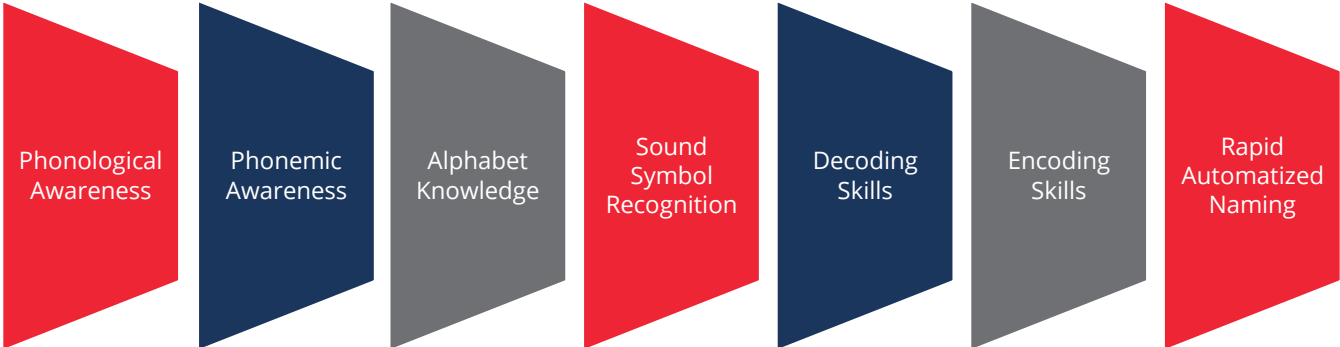 Phonological
Awareness
Phonemic
Awareness
Alphabet
Knowledge
Sound
Symbol
Recognition
Decoding
Skills
Encoding
Skills
Rapid
Automatized
Naming